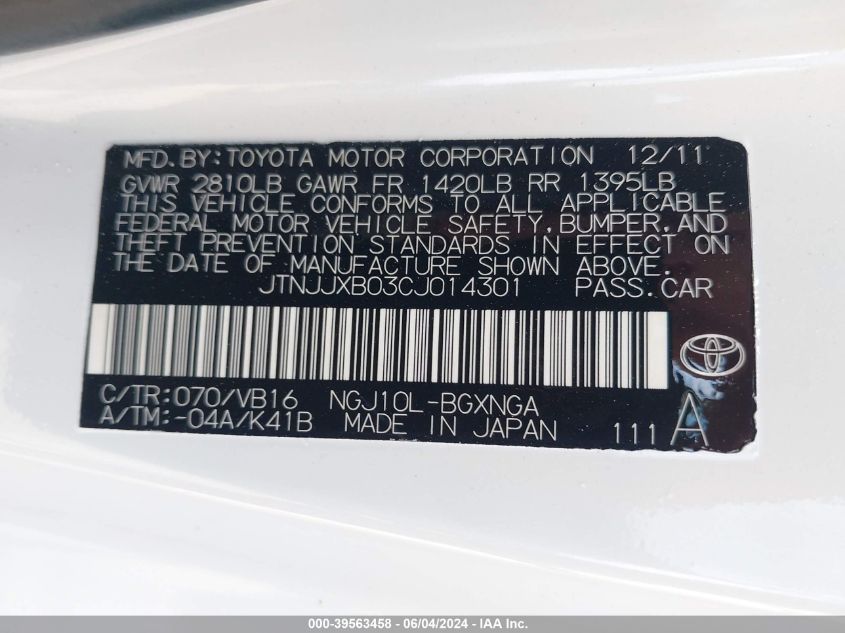 MFD.BY:TOYOTA MOTOR CORPORATION 12/11
GVWR 2810LB GAWR FR 1420LB RR 1395LB
THIS VEHICLE CONFORMS TO ALL APPLICABLE
FEDERAL MOTOR VEHICLE SAFETY,BUMPER,AND
THEFT PREVENTION STANDARDS IN EFFECT ON
THE DATE OF MANUFACTURE SHOWN ABOVE.
JTNJJXB03CJ014301 PASS.CAR
C/TR:070/VB16 NGJ10L-BGXNGA
A/TM:-04A/K41B MADE IN JAPAN 111 A
000-39563458 - 06/04/2024 - IAA Inc.